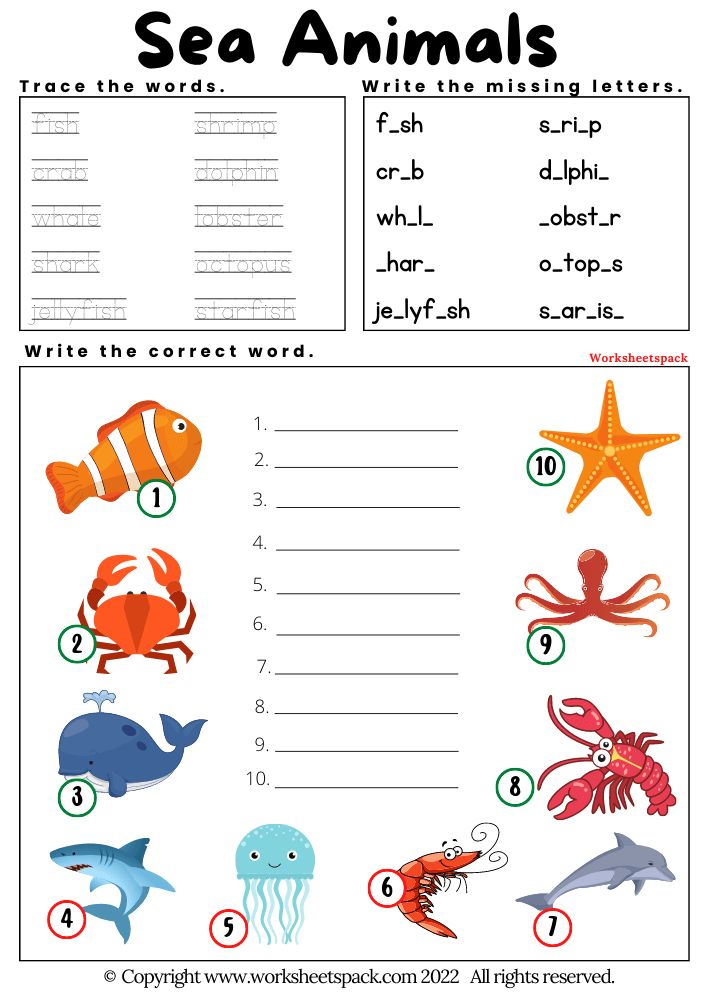 Sea Animals
Trace the words.
fish shrimp
crab dolphin
whale lobster
shark octopus
jellyfish starfish
Write the missing letters.
f_sh s_ri_p
cr_b d_lphi_
wh_l_ _obst_r
_har_ o_top_s
je_lyf_sh s_ar_is_
Write the correct word.
Worksheetspack
1. ____________
2. ____________
3. ____________
4. ____________
5. ____________
6. ____________
7. ____________
8. ____________
9. ____________
10. ____________
1
10
2
9
3
8
4
5
6
7
© Copyright www.worksheetspack.com 2022 All rights reserved.